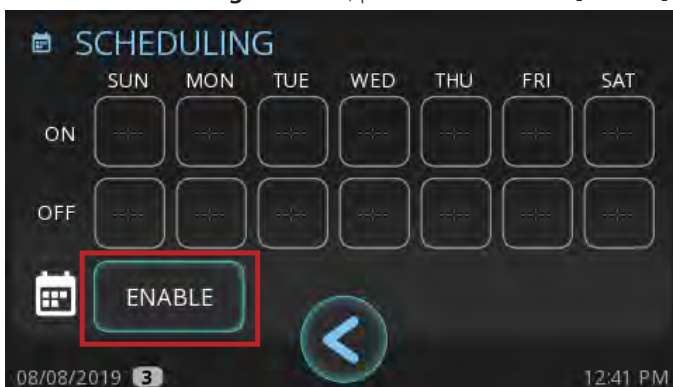 SCHEDULING
SUN MON TUE WED THU FRI SAT
ON --:-- --:-- --:-- --:-- --:-- --:-- --:--
OFF --:-- --:-- --:-- --:-- --:-- --:-- --:--
ENABLE
08/08/2019 3 12:41 PM